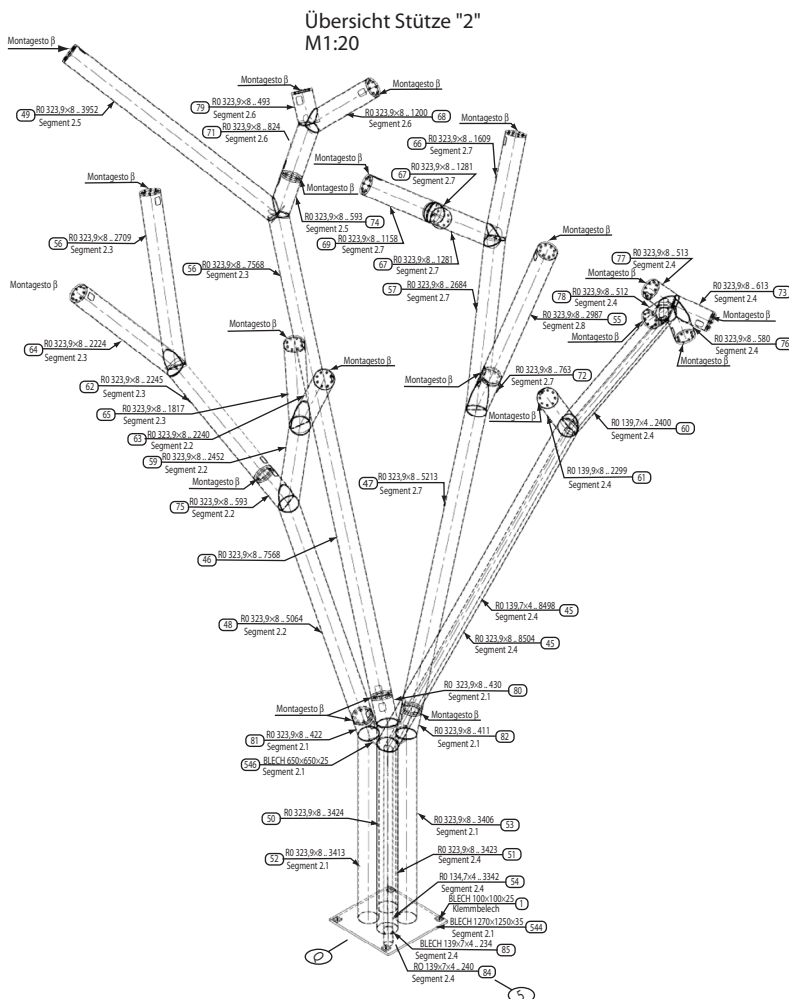 Übersicht Stütze "2"
M1:20
Montagesto β
49 R0 323,9×8 .. 3952
Segment 2.5
Montagesto β
79 R0 323,9×8 .. 493
Segment 2.6
Montagesto β
R0 323,9×8 .. 1200 68
Segment 2.6
71 R0 323,9×8 .. 824
Segment 2.6
Montagesto β
66 R0 323,9×8 .. 1609
Segment 2.7
Montagesto β
67 R0 323,9×8 .. 1281
Segment 2.7
Montagesto β
R0 323,9×8 .. 593 74
Segment 2.5
69 R0 323,9×8 .. 1158
Segment 2.7
67 R0 323,9×8 .. 1281
Segment 2.7
Montagesto β
56 R0 323,9×8 .. 2709
Segment 2.3
56 R0 323,9×8 .. 7568
Segment 2.3
57 R0 323,9×8 .. 2684
Segment 2.7
Montagesto β
77 R0 323,9×8 .. 513
Segment 2.4
Montagesto β
R0 323,9×8 .. 613 73
Segment 2.4
78 R0 323,9×8 .. 512
Segment 2.4
Montagesto β
R0 323,9×8 .. 580 76
Segment 2.4
Montagesto β
Montagesto β
R0 323,9×8 .. 2987 55
Segment 2.8
Montagesto β
64 R0 323,9×8 .. 2224
Segment 2.3
Montagesto β
Montagesto β
62 R0 323,9×8 .. 2245
Segment 2.3
Montagesto β
R0 323,9×8 .. 763 72
Segment 2.7
65 R0 323,9×8 .. 1817
Segment 2.3
Montagesto β
63 R0 323,9×8 .. 2240
Segment 2.2
R0 139,7×4 .. 2400 60
Segment 2.4
59 R0 323,9×8 .. 2452
Segment 2.2
R0 139,9×8 .. 2299 61
Segment 2.4
Montagesto β
75 R0 323,9×8 .. 593
Segment 2.2
47 R0 323,9×8 .. 5213
Segment 2.7
46 R0 323,9×8 .. 7568
R0 139,7×4 .. 8498 45
Segment 2.4
48 R0 323,9×8 .. 5064
Segment 2.2
R0 323,9×8 .. 8504 45
Segment 2.4
R0 323,9×8 .. 430 80
Segment 2.1
Montagesto β
Montagesto β
81 R0 323,9×8 .. 422
Segment 2.1
R0 323,9×8 .. 411 82
Segment 2.1
546 BLECH 650×650×25
Segment 2.1
50 R0 323,9×8 .. 3424
R0 323,9×8 .. 3406 53
Segment 2.1
52 R0 323,9×8 .. 3413
Segment 2.1
R0 323,9×8 .. 3423 51
Segment 2.4
R0 134,7×4 .. 3342 54
Segment 2.4
BLECH 100×100×25 1
Klemmbelech
BLECH 1270×1250×35 544
Segment 2.1
BLECH 139×7×4 .. 234 85
Segment 2.4
RO 139×7×4 .. 240 84
Segment 2.4
0
5